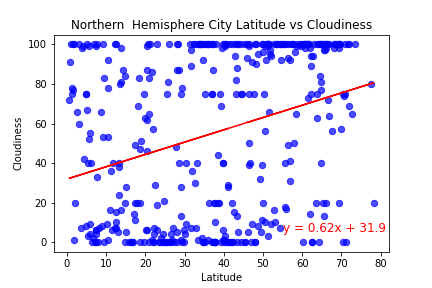 Northern  Hemisphere City Latitude vs Cloudiness
100
80
60
40
20
0
Cloudiness
y = 0.62x + 31.9
0 10 20 30 40 50 60 70 80
Latitude